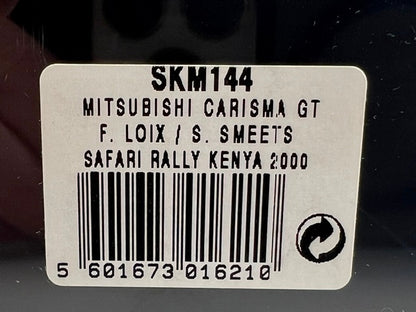 SKM144
MITSUBISHI CARISMA GT
F. LOIX / S. SMEETS
SAFARI RALLY KENYA 2000
5 601673 016210